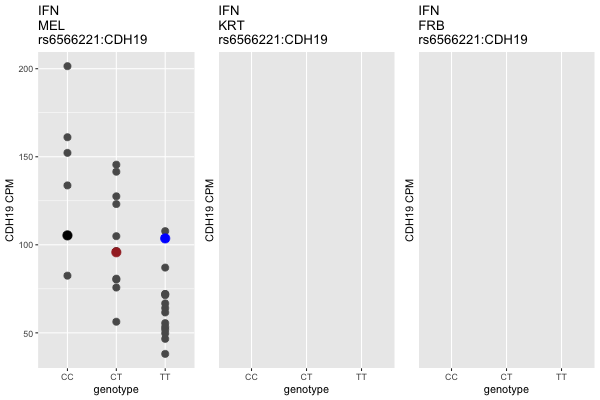 IFN
MEL
rs6566221:CDH19
IFN
KRT
rs6566221:CDH19
IFN
FRB
rs6566221:CDH19
CDH19 CPM
200
150
100
50
CC
CT
TT
genotype
CDH19 CPM
CC
CT
TT
genotype
CDH19 CPM
CC
CT
TT
genotype